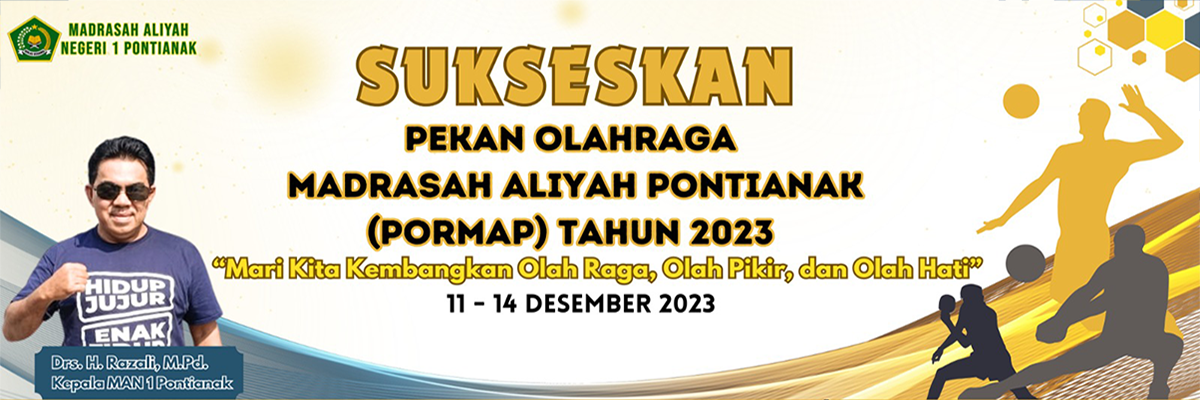 MADRASAH ALIYAH
NEGERI 1 PONTIANAK
SUKSESKAN
PEKAN OLAHRAGA
MADRASAH ALIYAH PONTIANAK
(PORMAP) TAHUN 2023
“Mari Kita Kembangkan Olah Raga, Olah Pikir, dan Olah Hati”
11 - 14 DESEMBER 2023
HIDUP
JUJUR
ENAK
Drs. H. Razali, M.Pd.
Kepala MAN 1 Pontianak